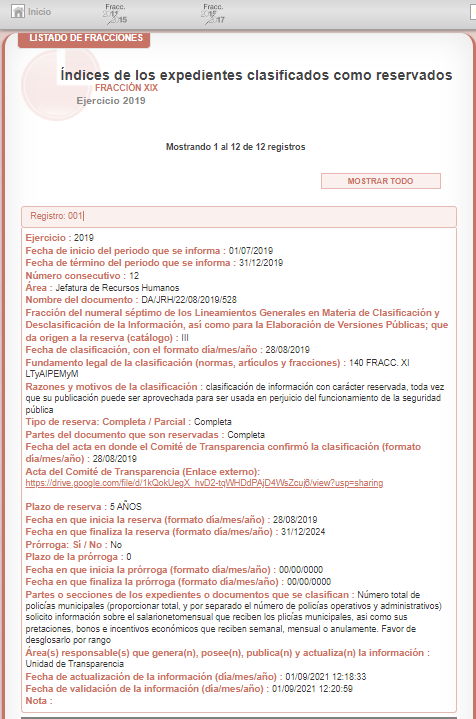 Inicio
Fracc.
2011
2015
Fracc.
2015
2017
LISTADO DE FRACCIONES
Índices de los expedientes clasificados como reservados
FRACCIÓN XIX
Ejercicio 2019
Mostrando 1 al 12 de 12 registros
MOSTRAR TODO
Registro: 001
Ejercicio : 2019
Fecha de inicio del periodo que se informa : 01/07/2019
Fecha de término del periodo que se informa : 31/12/2019
Número consecutivo : 12
Área : Jefatura de Recursos Humanos
Nombre del documento : DA/JRH/22/08/2019/528
Fracción del numeral séptimo de los Lineamientos Generales en Materia de Clasificación y
Desclasificación de la Información, así como para la Elaboración de Versiones Públicas; que
da origen a la reserva (catálogo) : III
Fecha de clasificación, con el formato día/mes/año : 28/08/2019
Fundamento legal de la clasificación (normas, artículos y fracciones) : 140 FRACC. XI
LTyAIPEMyM
Razones y motivos de la clasificación : clasificación de información con carácter reservada, toda vez
que su publicación puede ser aprovechada para ser usada en perjuicio del funcionamiento de la seguridad
pública
Tipo de reserva: Completa / Parcial : Completa
Partes del documento que son reservadas : Completa
Fecha del acta en donde el Comité de Transparencia confirmó la clasificación (formato
día/mes/año) : 28/08/2019
Acta del Comité de Transparencia (Enlace externo):
https://drive.google.com/file/d/1kQokUegX_hvD2-tqWHDdPAjD4WsZcuj6/view?usp=sharing
Plazo de reserva : 5 AÑOS
Fecha en que inicia la reserva (formato día/mes/año) : 28/08/2019
Fecha en que finaliza la reserva (formato día/mes/año) : 31/12/2024
Prórroga: Sí / No : No
Plazo de la prórroga : 0
Fecha en que inicia la prórroga (formato día/mes/año) : 00/00/0000
Fecha en que finaliza la prórroga (formato día/mes/año) : 00/00/0000
Partes o secciones de los expedientes o documentos que se clasifican : Número total de
policías municipales (proporcionar total, y por separado el número de policías operativos y administrativos)
solicito información sobre el salarionetomensual que reciben los plicías municipales, asi como sus
pretaciones, bonos e incentivos económicos que reciben semanal, mensual o anulamente. Favor de
desglosarlo por rango
Área(s) responsable(s) que genera(n), posee(n), publica(n) y actualiza(n) la información :
Unidad de Transparencia
Fecha de actualización de la información (día/mes/año) : 01/09/2021 12:18:33
Fecha de validación de la información (día/mes/año) : 01/09/2021 12:20:59
Nota :